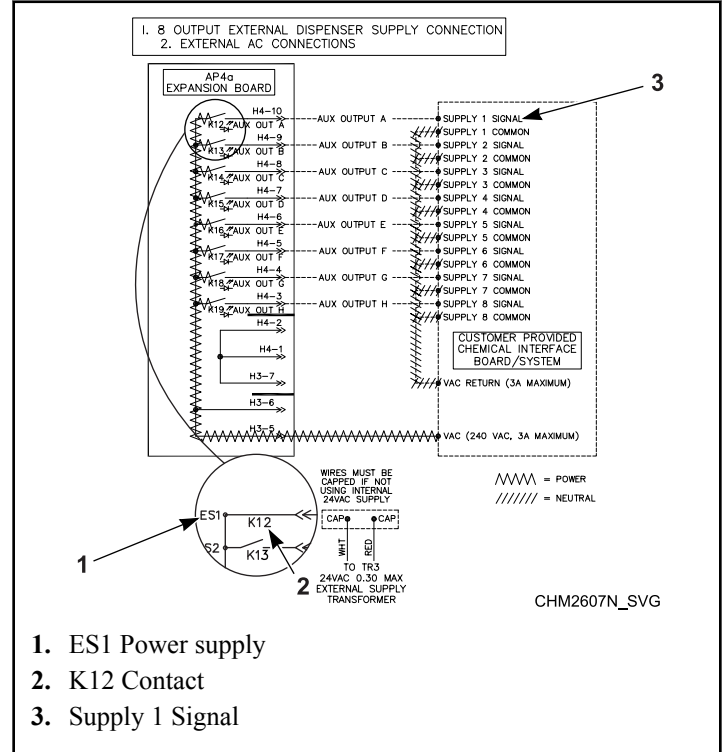 1. 8 OUTPUT EXTERNAL DISPENSER SUPPLY CONNECTION
2. EXTERNAL AC CONNECTIONS
AP4a
EXPANSION BOARD
H4-10
K12 AUX OUT A
AUX OUTPUT A
SUPPLY 1 SIGNAL
3
SUPPLY 1 COMMON
H4-9
K13 AUX OUT B
AUX OUTPUT B
SUPPLY 2 SIGNAL
SUPPLY 2 COMMON
H4-8
K14 AUX OUT C
AUX OUTPUT C
SUPPLY 3 SIGNAL
SUPPLY 3 COMMON
H4-7
K15 AUX OUT D
AUX OUTPUT D
SUPPLY 4 SIGNAL
SUPPLY 4 COMMON
H4-6
K16 AUX OUT E
AUX OUTPUT E
SUPPLY 5 SIGNAL
SUPPLY 5 COMMON
H4-5
K17 AUX OUT F
AUX OUTPUT F
SUPPLY 6 SIGNAL
SUPPLY 6 COMMON
H4-4
K18 AUX OUT G
AUX OUTPUT G
SUPPLY 7 SIGNAL
SUPPLY 7 COMMON
H4-3
K19 AUX OUT H
AUX OUTPUT H
SUPPLY 8 SIGNAL
SUPPLY 8 COMMON
H4-2
H4-1
H3-7
H3-6
H3-5
CUSTOMER PROVIDED
CHEMICAL INTERFACE
BOARD/SYSTEM
VAC RETURN (3A MAXIMUM)
VAC (240 VAC, 3A MAXIMUM)
= POWER
= NEUTRAL
WIRES MUST BE
CAPPED IF NOT
USING INTERNAL
24VAC SUPPLY
CAP CAP
WHT RED
TO TR3
24VAC 0.30 MAX
EXTERNAL SUPPLY
TRANSFORMER
ES1
K12
S2
K13
1
2
CHM2607N_SVG
1. ES1 Power supply
2. K12 Contact
3. Supply 1 Signal